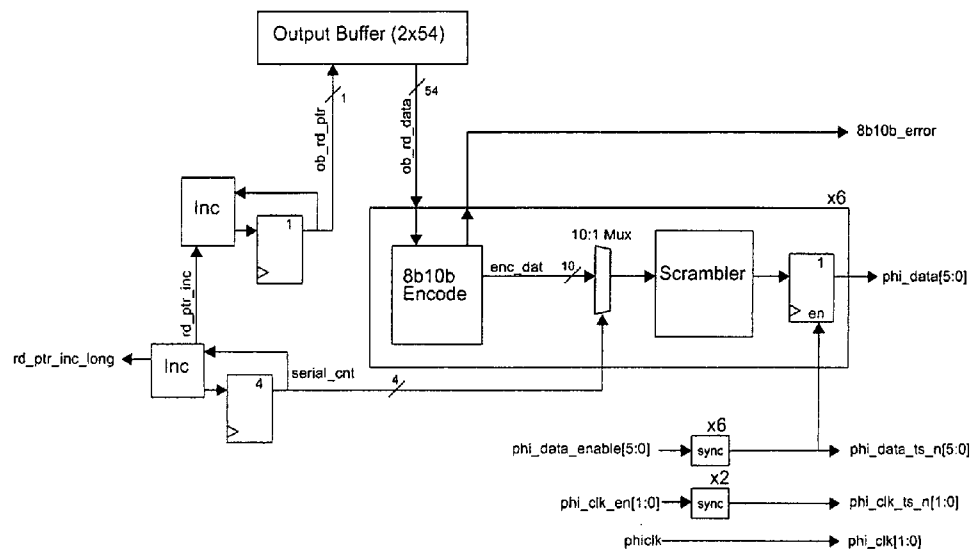 Output Buffer (2x54)
1
54
ob_rd_ptr
ob_rd_data
8b10b_error
x6
Inc
1
10:1 Mux
8b10b
Encode
enc_dat
10
Scrambler
1
en
phi_data[5:0]
rd_ptr_inc
rd_ptr_inc_long
Inc
4
serial_cnt
4
x6
phi_data_enable[5:0]
sync
phi_data_ts_n[5:0]
x2
phi_clk_en[1:0]
sync
phi_clk_ts_n[1:0]
phiclk
phi_clk[1:0]